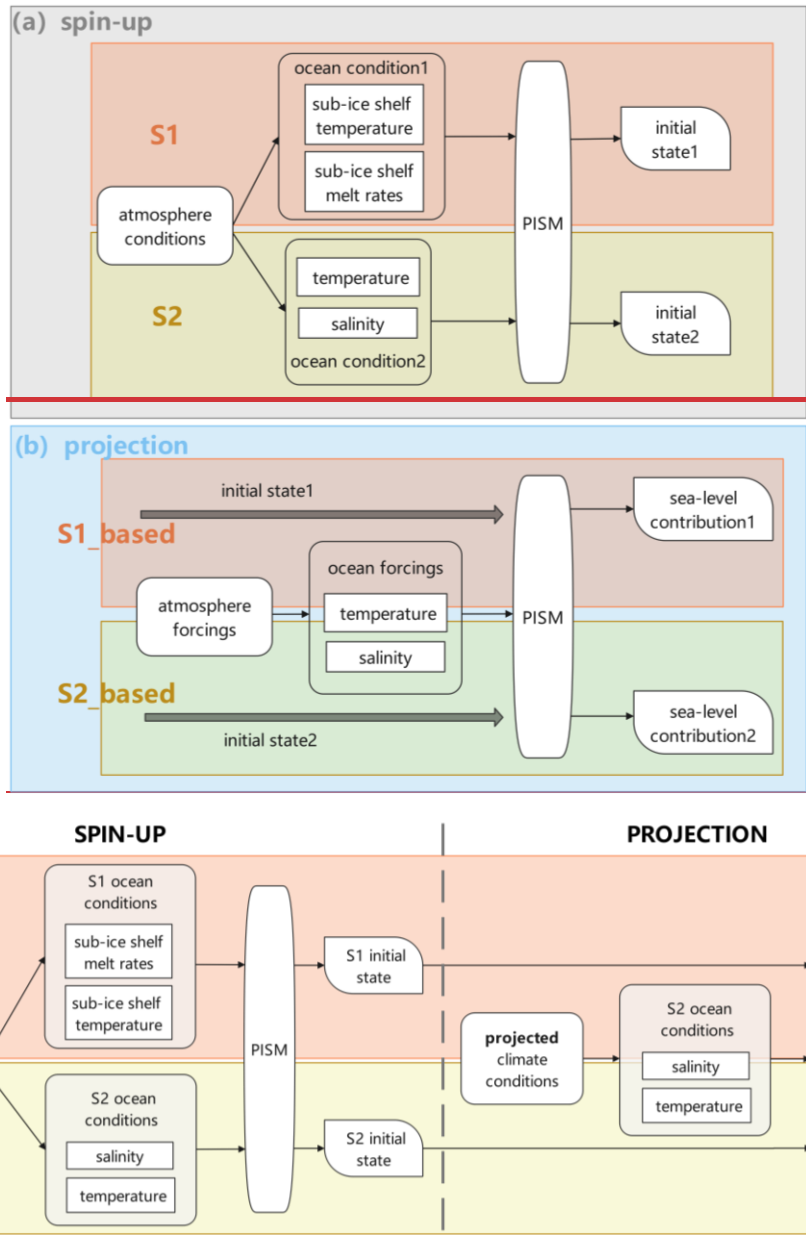 (a) spin-up
S1
atmosphere
conditions
ocean condition1
sub-ice shelf
temperature
sub-ice shelf
melt rates
PISM
initial
state1
S2
temperature
salinity
ocean condition2
initial
state2
(b) projection
initial state1
S1_based
atmosphere
forcings
ocean forcings
temperature
salinity
PISM
sea-level
contribution1
S2_based
initial state2
sea-level
contribution2
SPIN-UP
PROJECTION
S1 ocean
conditions
sub-ice shelf
melt rates
sub-ice shelf
temperature
PISM
S1 initial
state
S2 ocean
conditions
salinity
temperature
S2 initial
state
projected
climate
conditions
S2 ocean
conditions
salinity
temperature